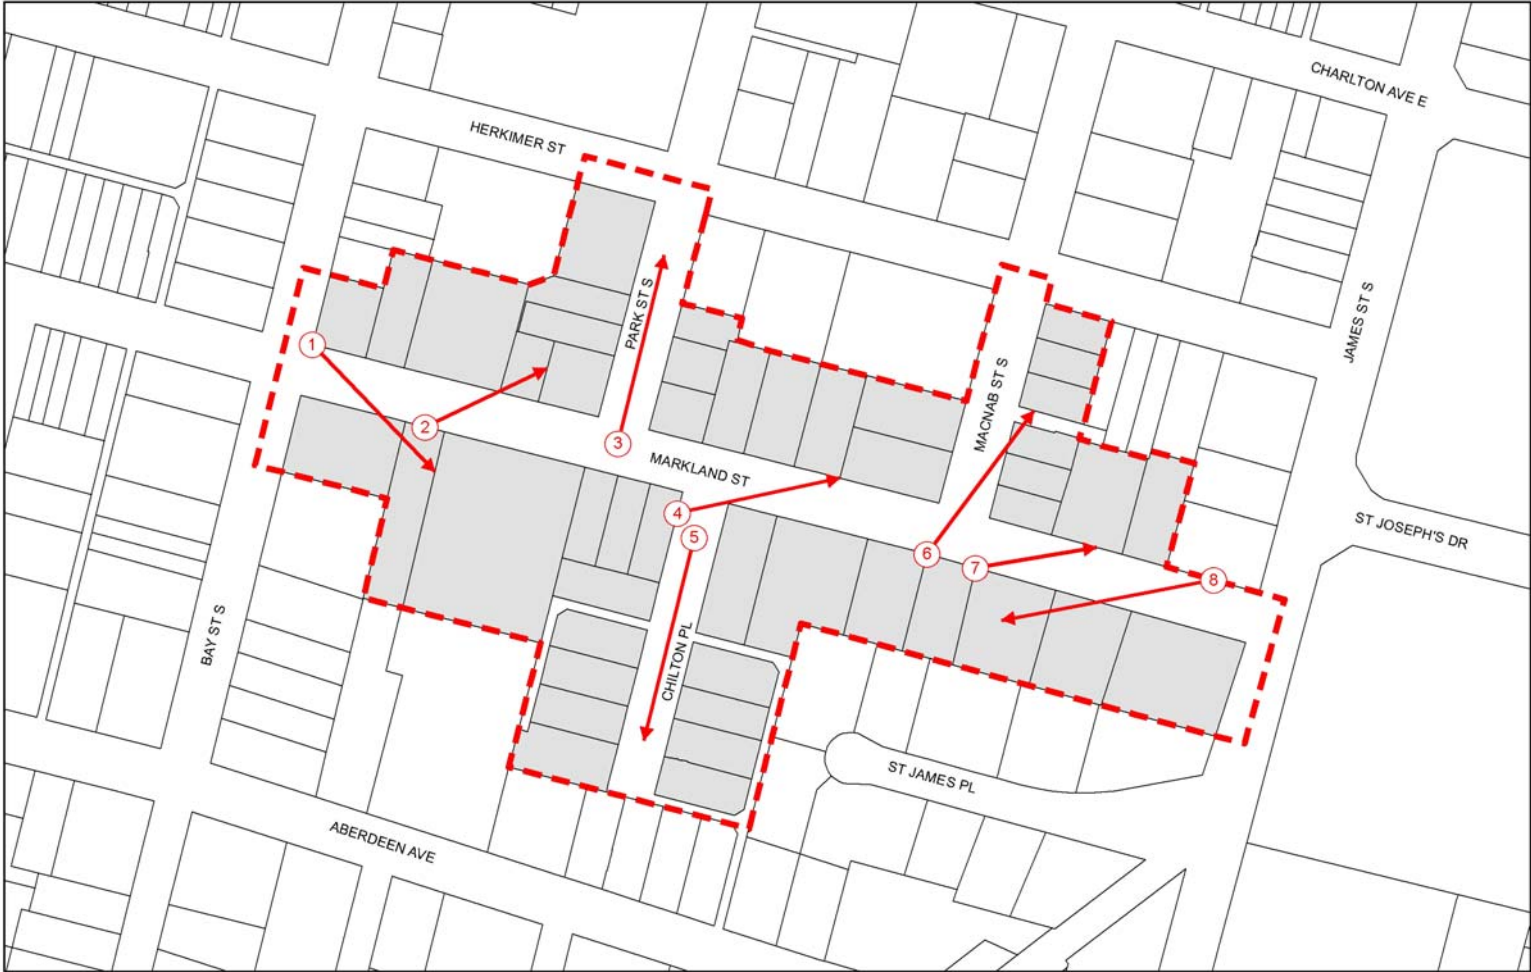 CHARLTON AVE E
HERKIMER ST
PARK ST S
JAMES ST S
1
MACNAB ST S
2
3
MARKLAND ST
4
5
ST JOSEPH'S DR
6
7
8
BAY ST S
CHILTON PL
ST JAMES PL
ABERDEEN AVE